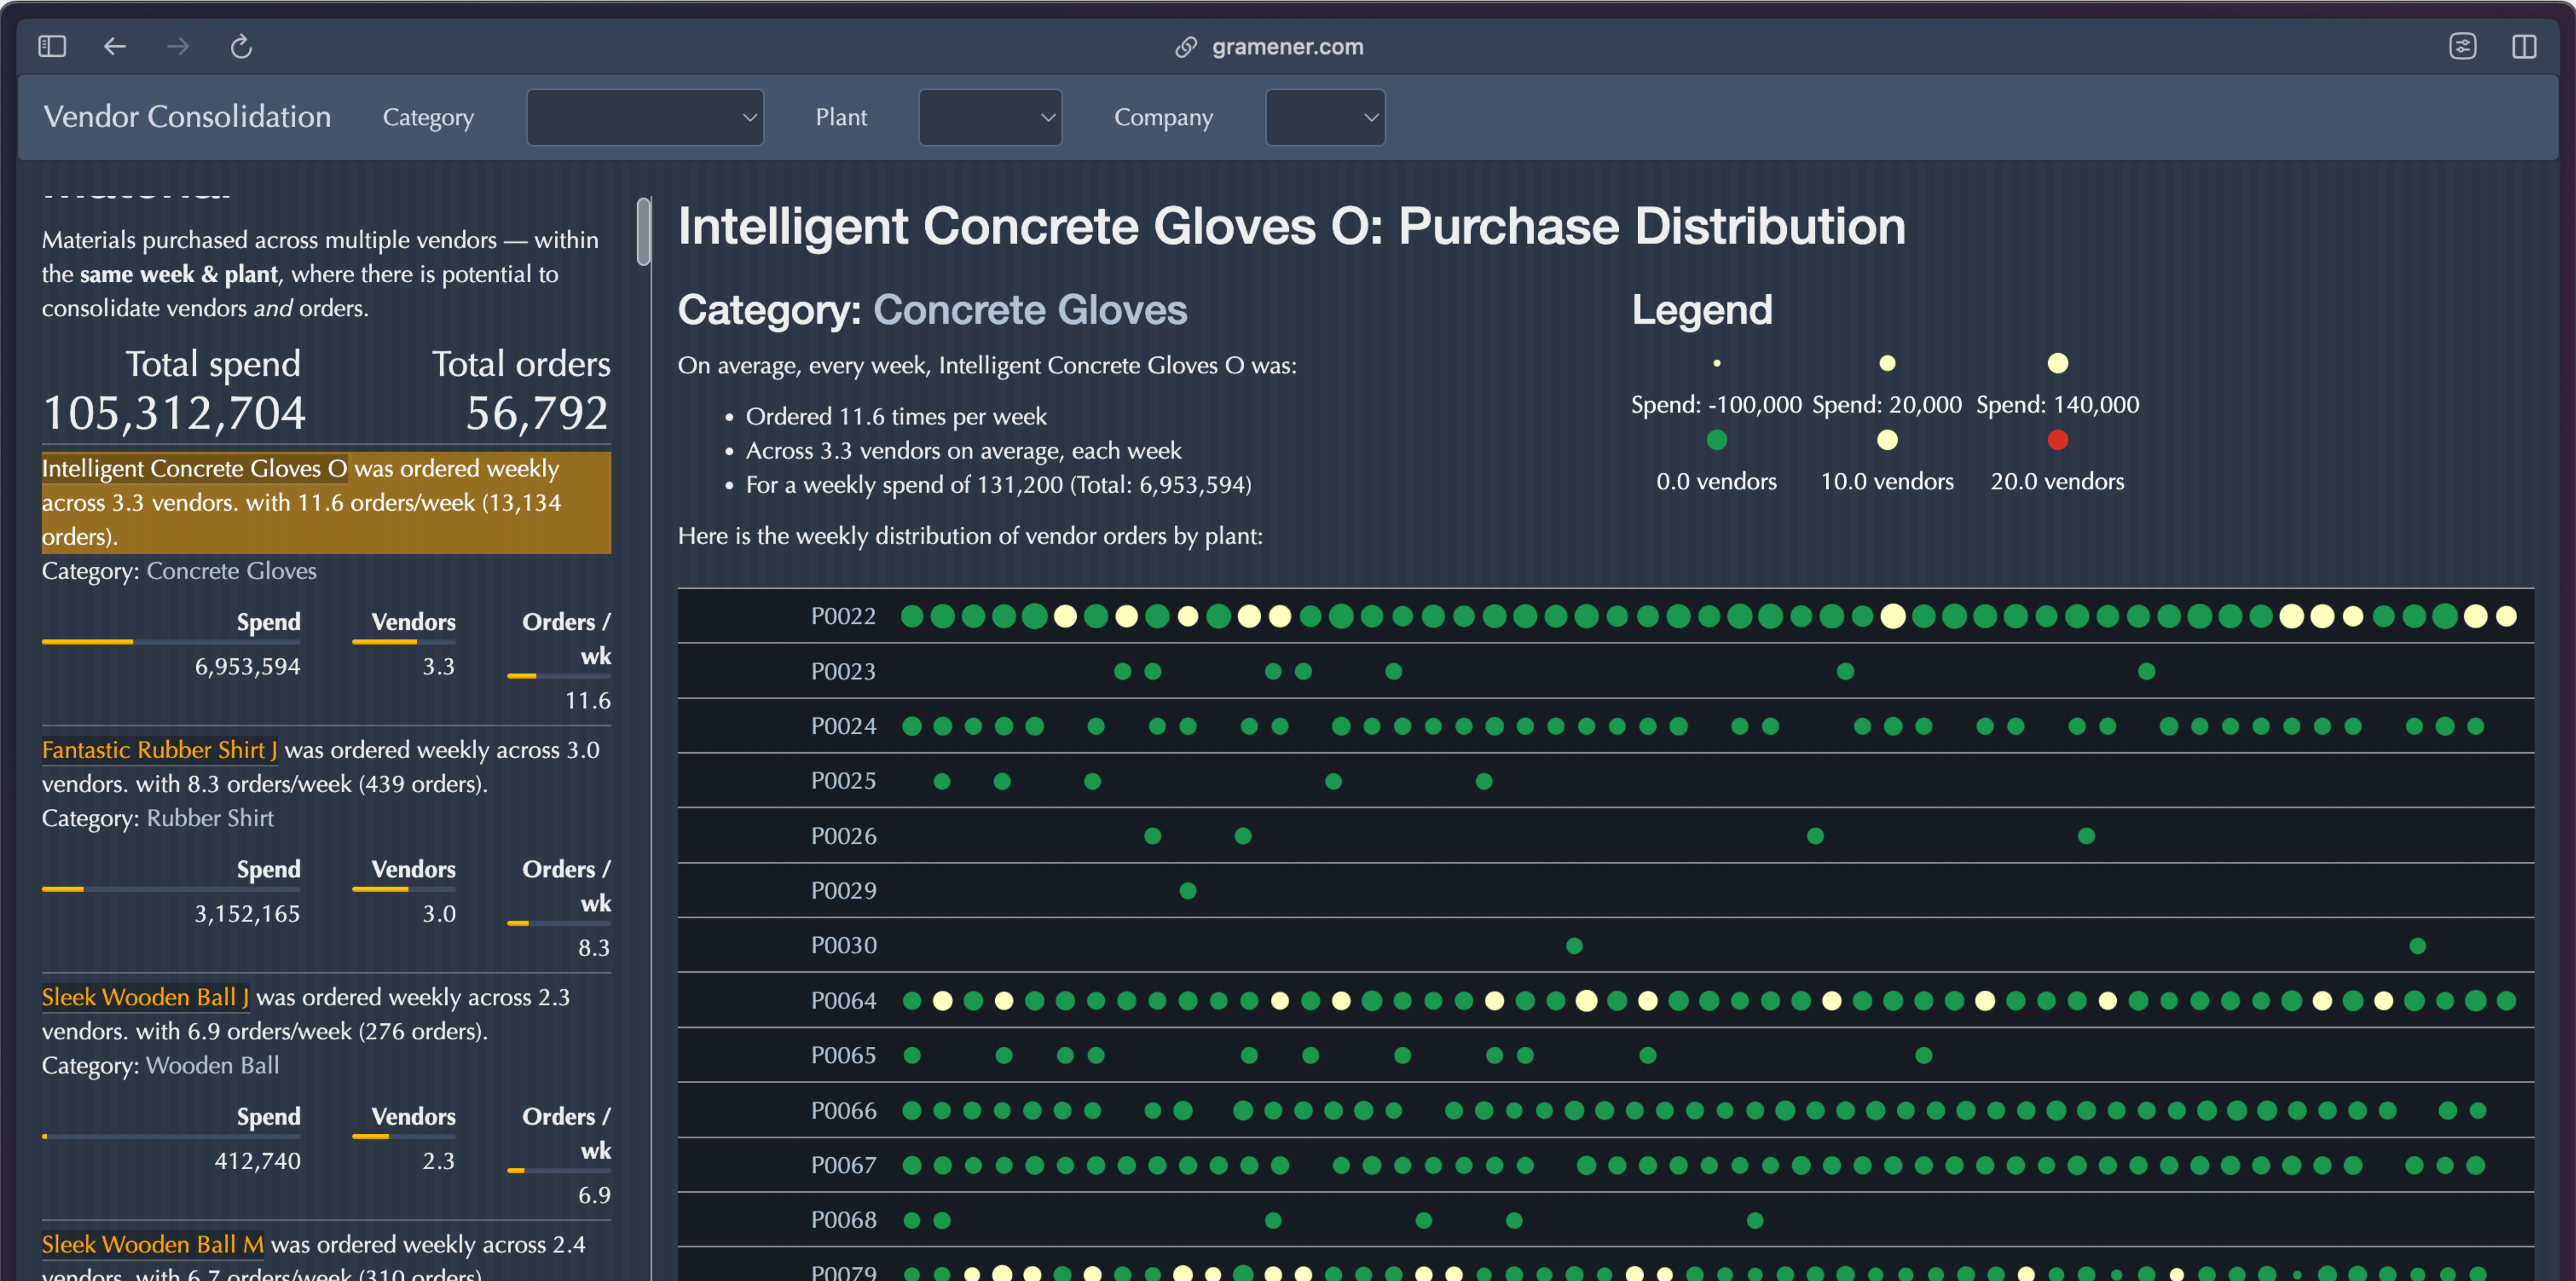 gramener.com
Vendor Consolidation Category Plant Company
Materials purchased across multiple vendors — within
the same week & plant, where there is potential to
consolidate vendors and orders.
Total spend Total orders
105,312,704 56,792
Intelligent Concrete Gloves O was ordered weekly
across 3.3 vendors. with 11.6 orders/week (13,134
orders).
Category: Concrete Gloves
Spend Vendors Orders /
wk
6,953,594 3.3
11.6
Fantastic Rubber Shirt J was ordered weekly across 3.0
vendors. with 8.3 orders/week (439 orders).
Category: Rubber Shirt
Spend Vendors Orders /
wk
3,152,165 3.0
8.3
Sleek Wooden Ball J was ordered weekly across 2.3
vendors. with 6.9 orders/week (276 orders).
Category: Wooden Ball
Spend Vendors Orders /
wk
412,740 2.3
6.9
Sleek Wooden Ball M was ordered weekly across 2.4
vendors. with 6.7 orders/week (310 orders)
Intelligent Concrete Gloves O: Purchase Distribution
Category: Concrete Gloves
On average, every week, Intelligent Concrete Gloves O was:
• Ordered 11.6 times per week
• Across 3.3 vendors on average, each week
• For a weekly spend of 131,200 (Total: 6,953,594)
Here is the weekly distribution of vendor orders by plant:
Legend
Spend: -100,000 Spend: 20,000 Spend: 140,000
0.0 vendors 10.0 vendors 20.0 vendors
P0022
P0023
P0024
P0025
P0026
P0029
P0030
P0064
P0065
P0066
P0067
P0068
P0079